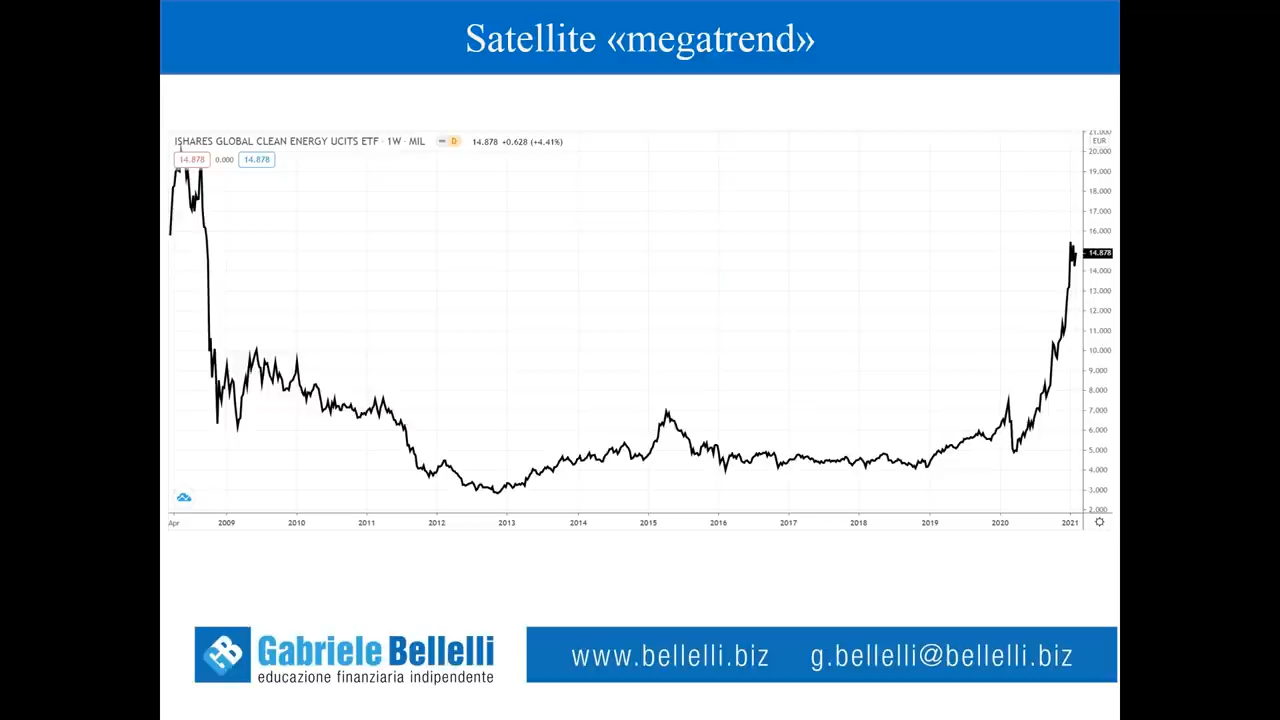 Satellite «megatrend»
ISHARES GLOBAL CLEAN ENERGY UCITS ETF · 1W · MIL D 14.878 +0.628 (+4.41%)
14.878 0.000 14.878
21.000
EUR
20.000
19.000
18.000
17.000
16.000
14.878
14.000
13.000
12.000
11.000
10.000
9.000
8.000
7.000
6.000
5.000
4.000
3.000
2.000
Apr 2009 2010 2011 2012 2013 2014 2015 2016 2017 2018 2019 2020 2021
GB
Gabriele Bellelli
educazione finanziaria indipendente
www.bellelli.biz g.bellelli@bellelli.biz